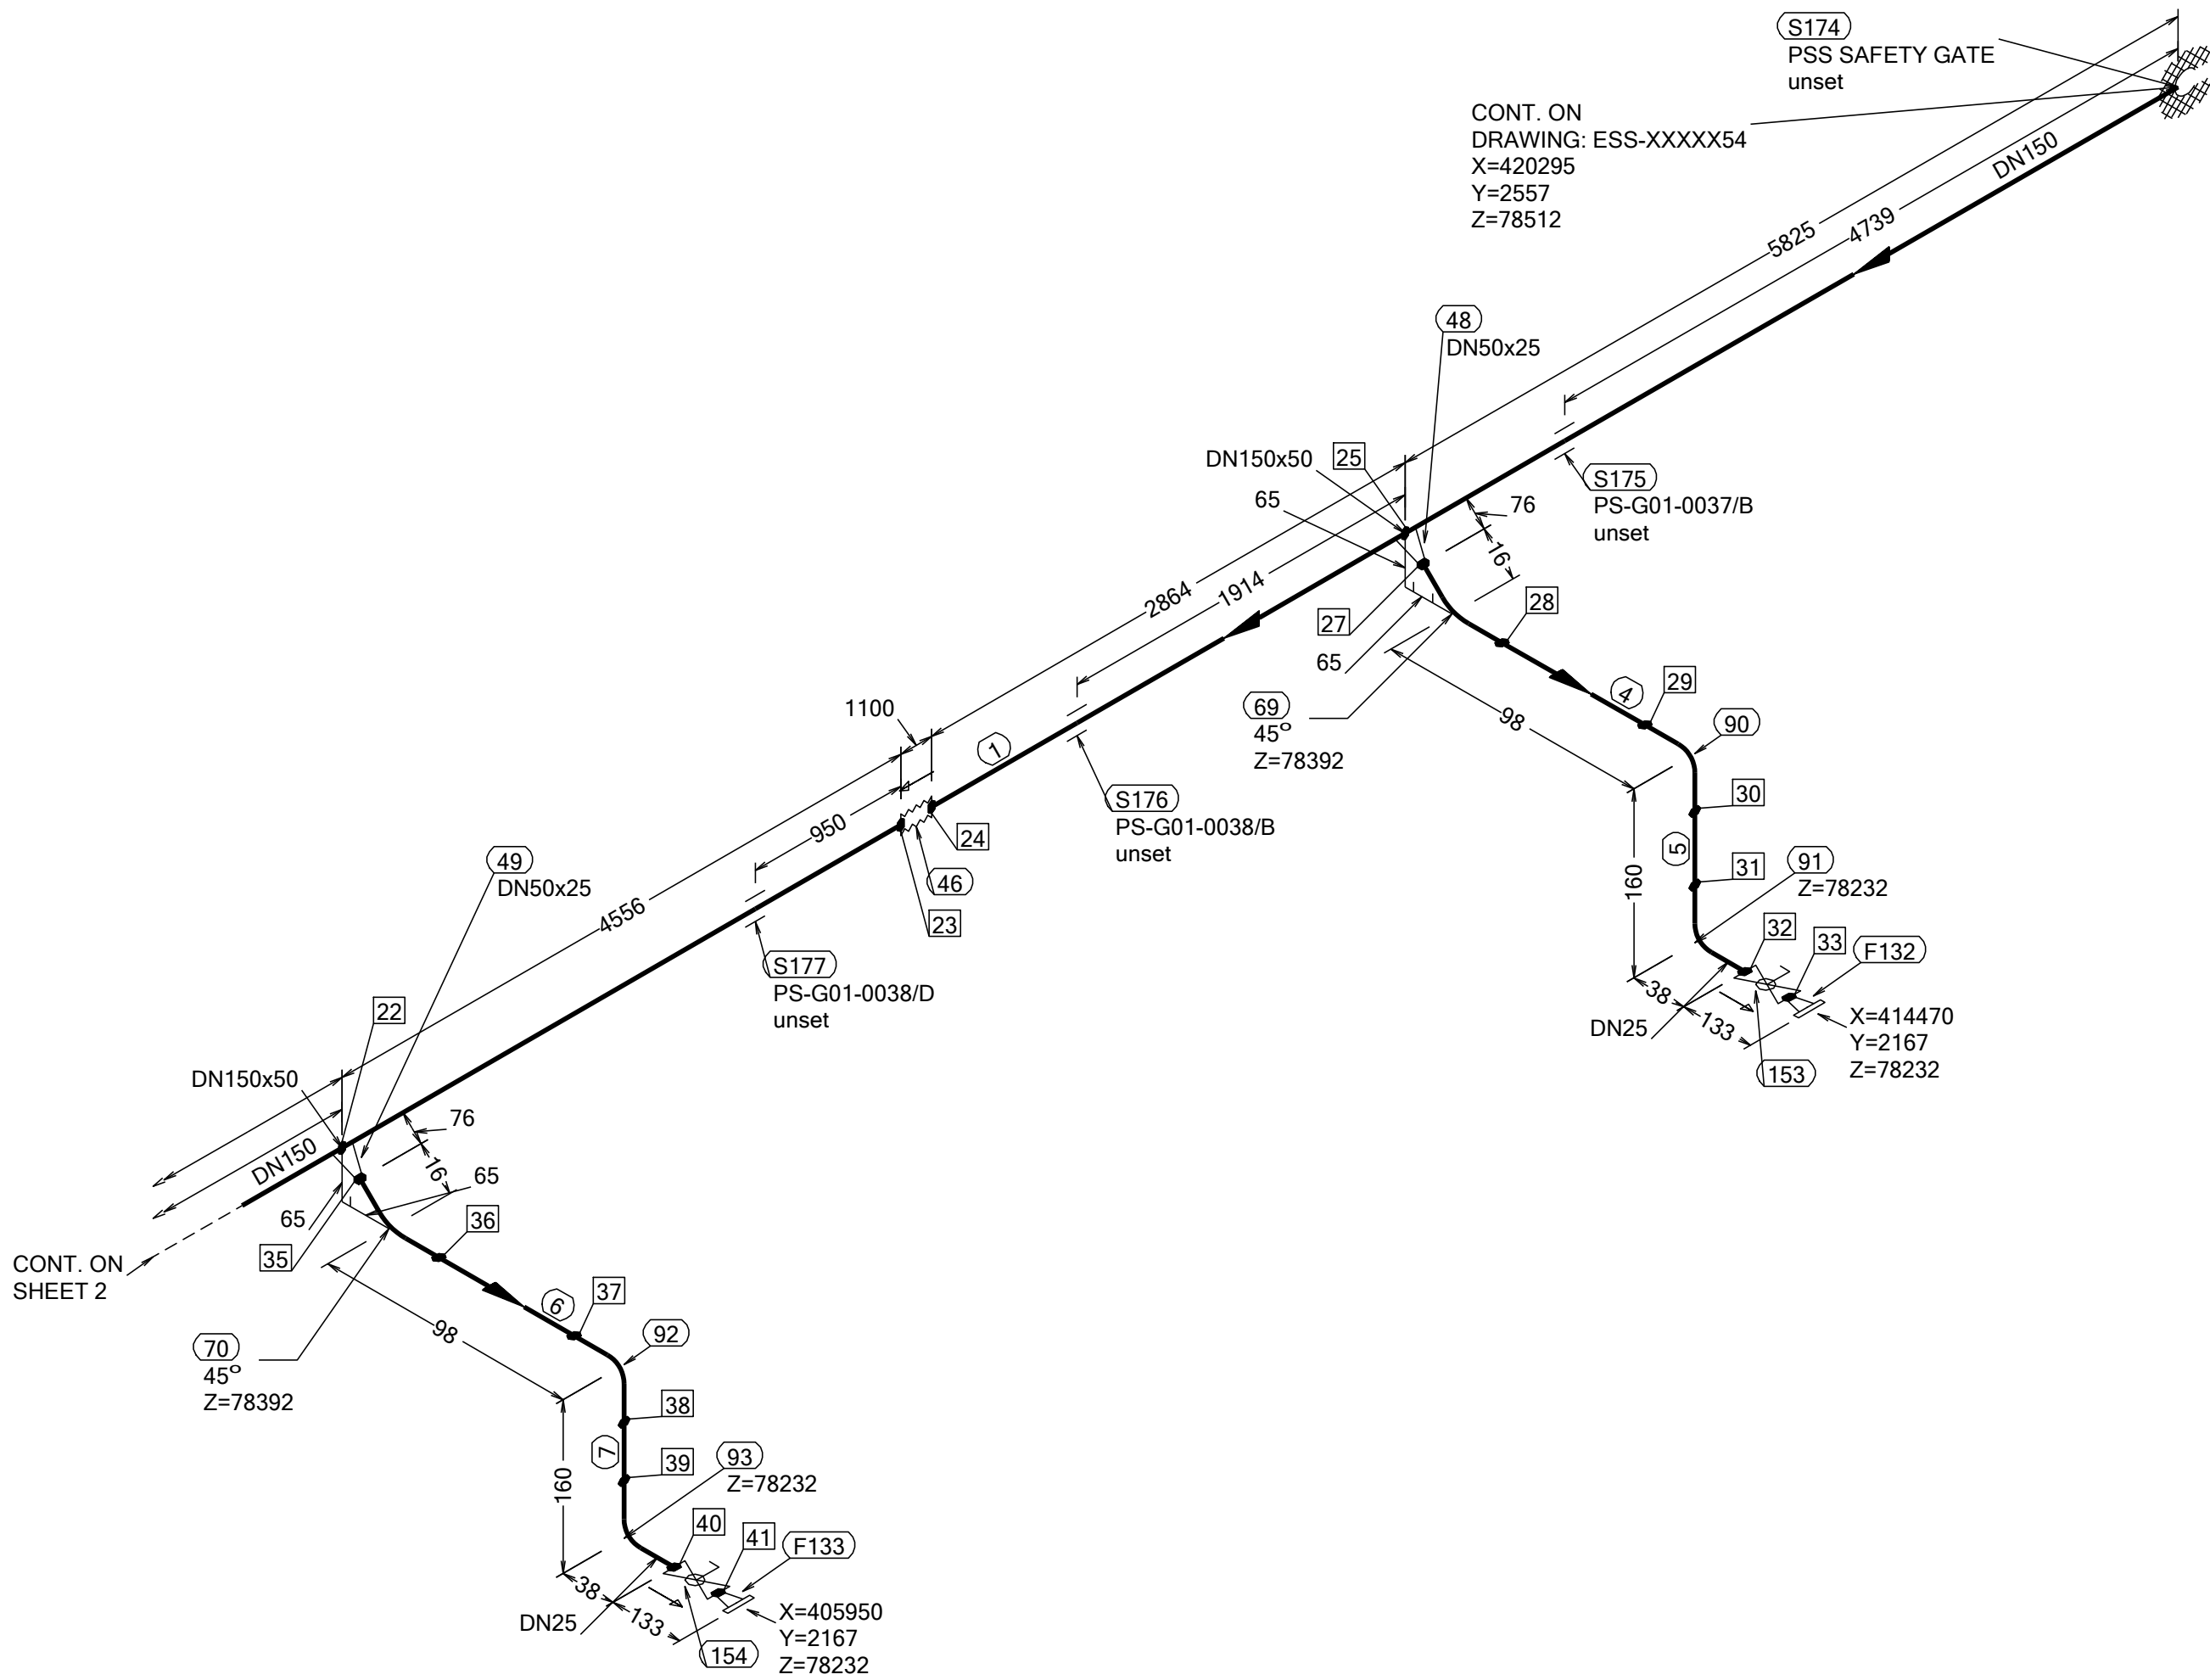 S174
PSS SAFETY GATE
unset
CONT. ON
DRAWING: ESS-XXXXX54
X=420295
Y=2557
Z=78512
DN150
5825
4739
48
DN50x25
DN150x50
25
65
S175
PS-G01-0037/B
unset
76
16
2864
1914
27
28
65
69
45°
Z=78392
98
4
29
90
1100
1
30
S176
PS-G01-0038/B
unset
24
950
46
23
5
160
31
91
Z=78232
32
33
F132
38
133
DN25
153
X=414470
Y=2167
Z=78232
49
DN50x25
4556
S177
PS-G01-0038/D
unset
22
DN150x50
DN150
76
16
65
65
35
36
CONT. ON
SHEET 2
70
45°
Z=78392
98
6
37
92
38
7
160
39
93
Z=78232
40
41
F133
38
133
DN25
154
X=405950
Y=2167
Z=78232